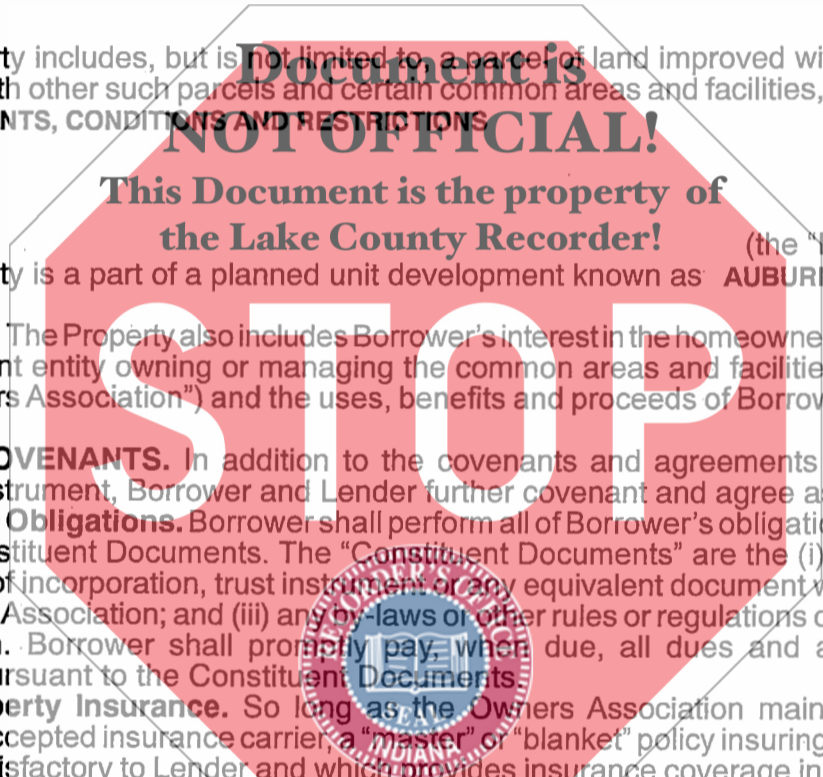 ty includes, but is not limited to, a parcel of land improved wi
Document is
th other such parcels and certain common areas and facilities,
NTS, CONDITIONS AND RESTRICTIONS
NOT OFFICIAL!
This Document is the property of
the Lake County Recorder!
(the "
ty is a part of a planned unit development known as AUBUR
STOP
The Property also includes Borrower's interest in the homeowne
nt entity owning or managing the common areas and facilitie
rs Association") and the uses, benefits and proceeds of Borrow
OVENANTS. In addition to the covenants and agreements
strument, Borrower and Lender further covenant and agree a
Obligations. Borrower shall perform all of Borrower's obligati
stituent Documents. The "Constituent Documents" are the (i)
of incorporation, trust instrument or any equivalent document w
Association; and (iii) any by-laws or other rules or regulations o
. Borrower shall promptly pay, when due, all dues and a
rsuant to the Constituent Documents.
RECORDER'S OFFICE
SEAL
INDIANA
erty Insurance. So long as the Owners Association main
ccepted insurance carrier, a "master" or "blanket" policy insuring
isfactory to Lender and which provides insurance coverage in